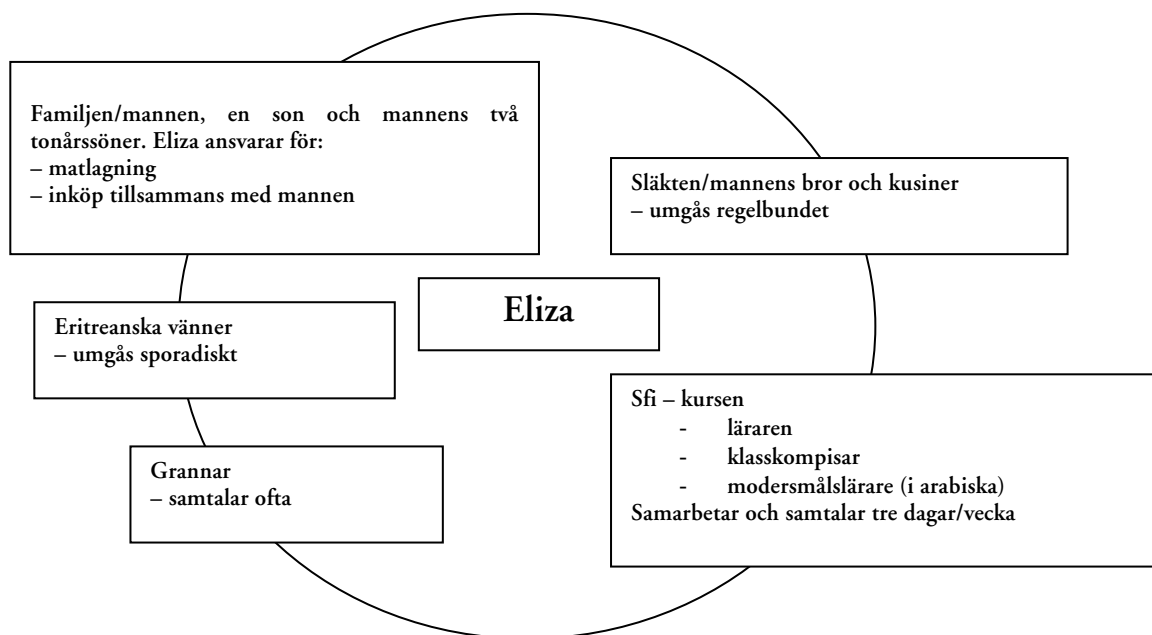 Familjen/mannen, en son och mannens två
tonårssöner. Eliza ansvarar för:
– matlagning
– inköp tillsammans med mannen
Släkten/mannens bror och kusiner
– umgås regelbundet
Eliza
Eritreanska vänner
– umgås sporadiskt
Sfi – kursen
- läraren
- klasskompisar
- modersmålslärare (i arabiska)
Samarbetar och samtalar tre dagar/vecka
Grannar
– samtalar ofta